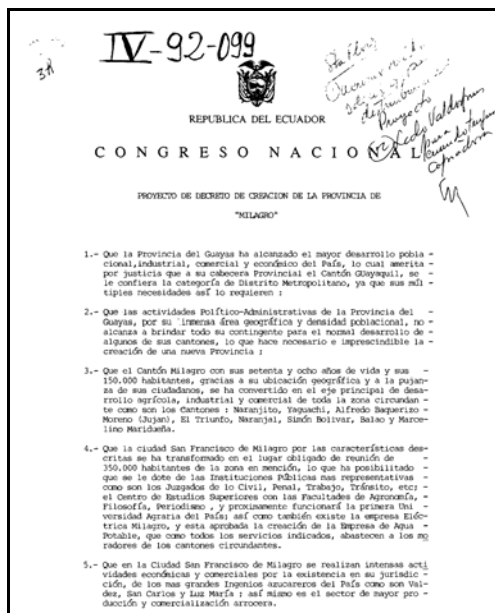 IV-92-099
REPUBLICA DEL ECUADOR
CONGRESO NACIONAL
PROYECTO DE DECRETO DE CREACION DE LA PROVINCIA DE
"MILAGRO"
1.- Que la Provincia del Guayas ha alcanzado el mayor desarrollo pobla -
cional,industrial, comercial y económico del País, lo cual amerita -
por justicia que a su cabecera Provincial el Cantón GUayaquil, se -
le confiera la categoría de Distrito Metropolitano, ya que sus múl -
tiples necesidades así lo requieren ;
2.- Que las actividades Político-Administrativas de la Provincia del -
Guayas, por su inmensa área geográfica y densidad poblacional, no -
alcanza a brindar todo su contingente para el normal desarrollo de -
algunos de sus cantones, lo que hace necesario e imprescindible la -
creación de una nueva Provincia ;
3.- Que el Cantón Milagro con sus setenta y ocho años de vida y sus -
150.000 habitantes, gracias a su ubicación geográfica y a la pujan-
za de sus ciudadanos, se ha convertido en el eje principal de desa-
rrollo agrícola, industrial y comercial de toda la zona circundan -
te como son los Cantones : Naranjito, Yaguachi, Alfredo Baquerizo -
Moreno (Jujan), El Triunfo, Naranjal, Simón Bolivar, Balao y Marce-
lino Maridueña.
4.- Que la ciudad San Francisco de Milagro por las características des-
critas se ha transformado en el lugar obligado de reunión de -
350.000 habitantes de la zona en mención, lo que ha posibilitado -
que se le dote de las Instituciones Públicas mas representativas -
como son los Juzgados de lo Civil, Penal, Trabajo, Tránsito, etc; -
el Centro de Estudios Superiores con las Facultades de Agronomía, -
Filosofía, Periodismo , y proximamente funcionará la primera Uni -
versidad Agraria del País; así como también existe la empresa Eléc-
trica Milagro, y esta aprobada la creación de la Empresa de Agua -
Potable, que como todos los servicios indicados, abastecen a los mo
radores de los cantones circundantes.
5.- Que en la Ciudad San Francisco de Milagro se realizan intensas acti
vidades económicas y comerciales por la existencia en su jurisdic -
ción, de los mas grandes Ingenios azucareros del País como son Val-
dez, San Carlos y Luz María ; así mismo es el sector de mayor pro -
ducción y comercialización arrocera.